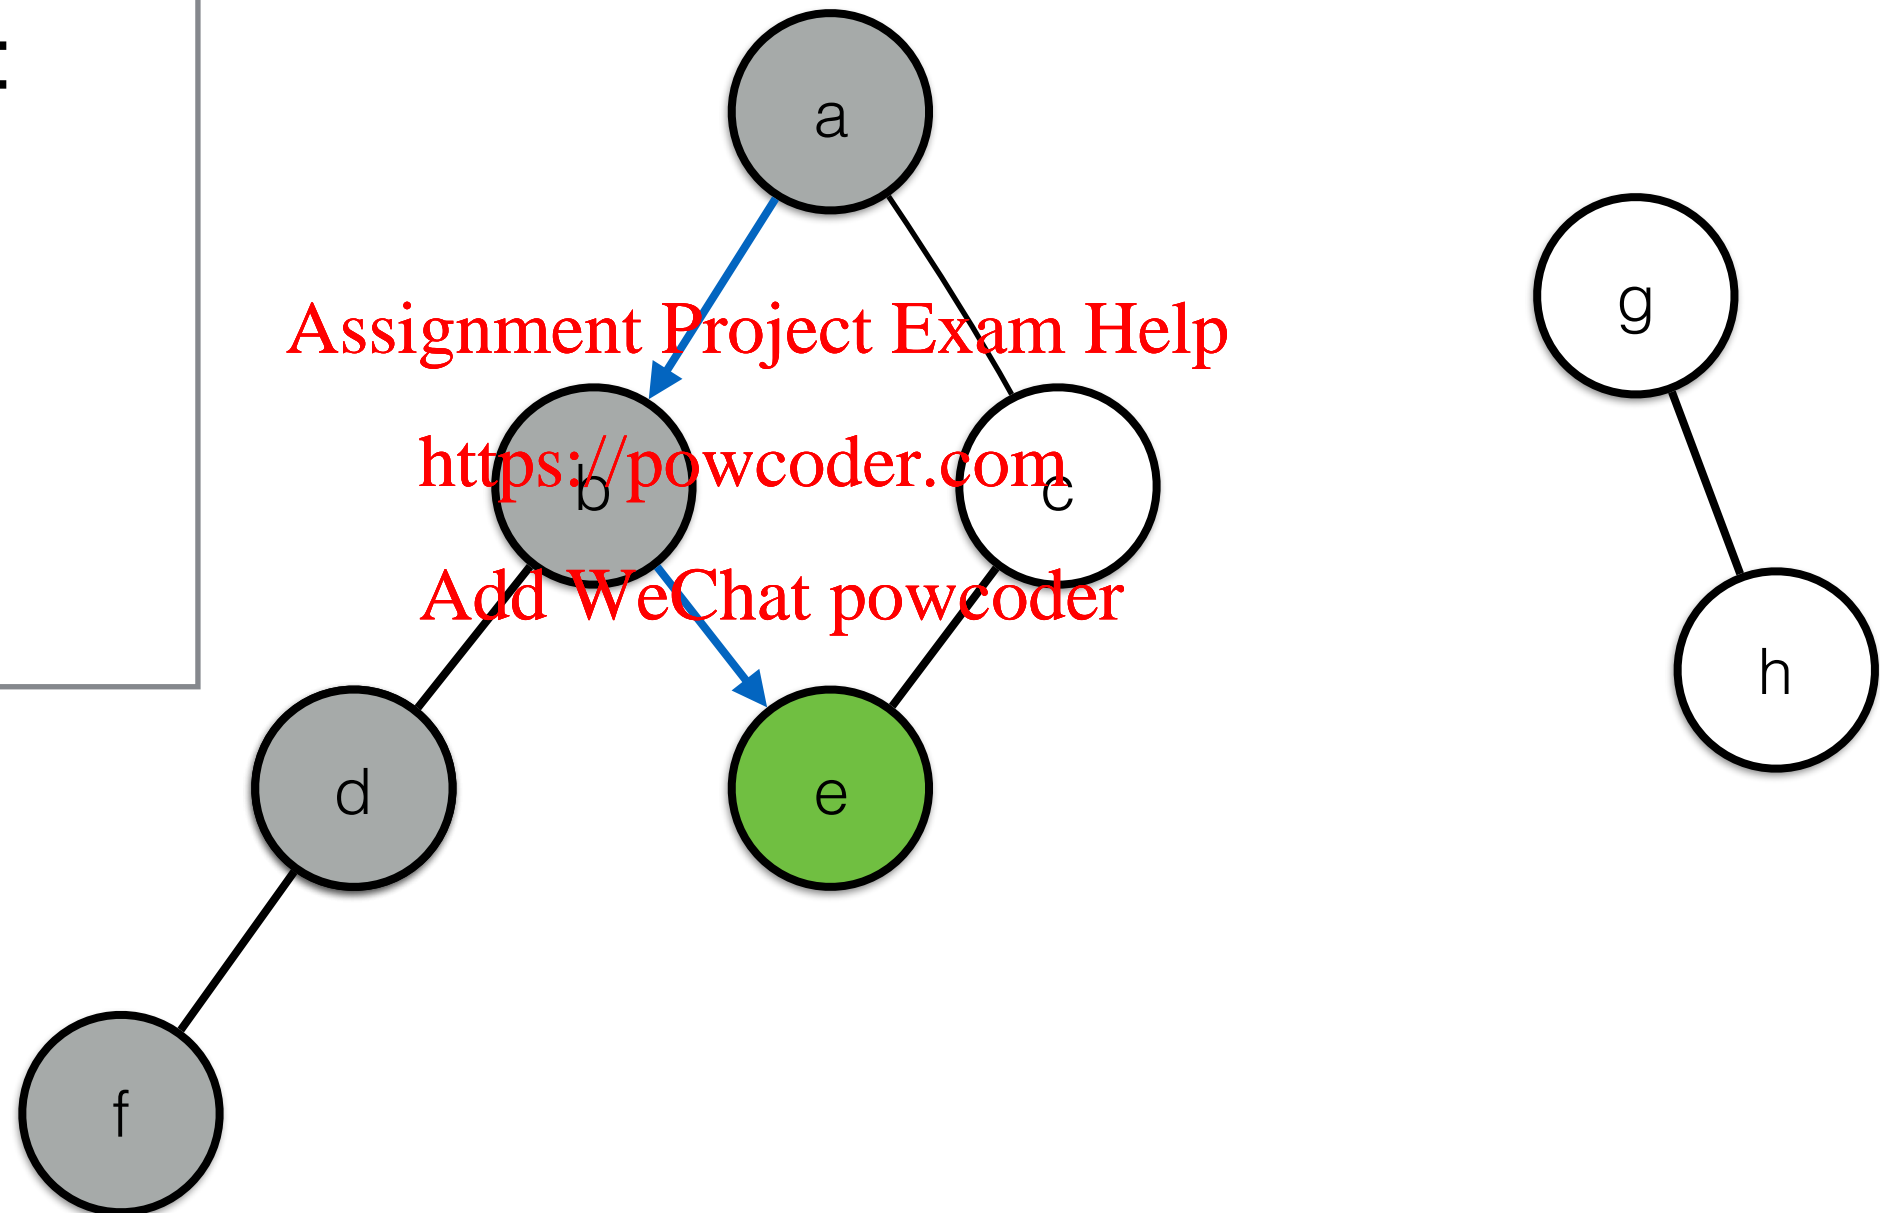 :
a
g
Assignment Project Exam Help
https://powcoder.com
b
c
Add WeChat powcoder
h
d
e
f